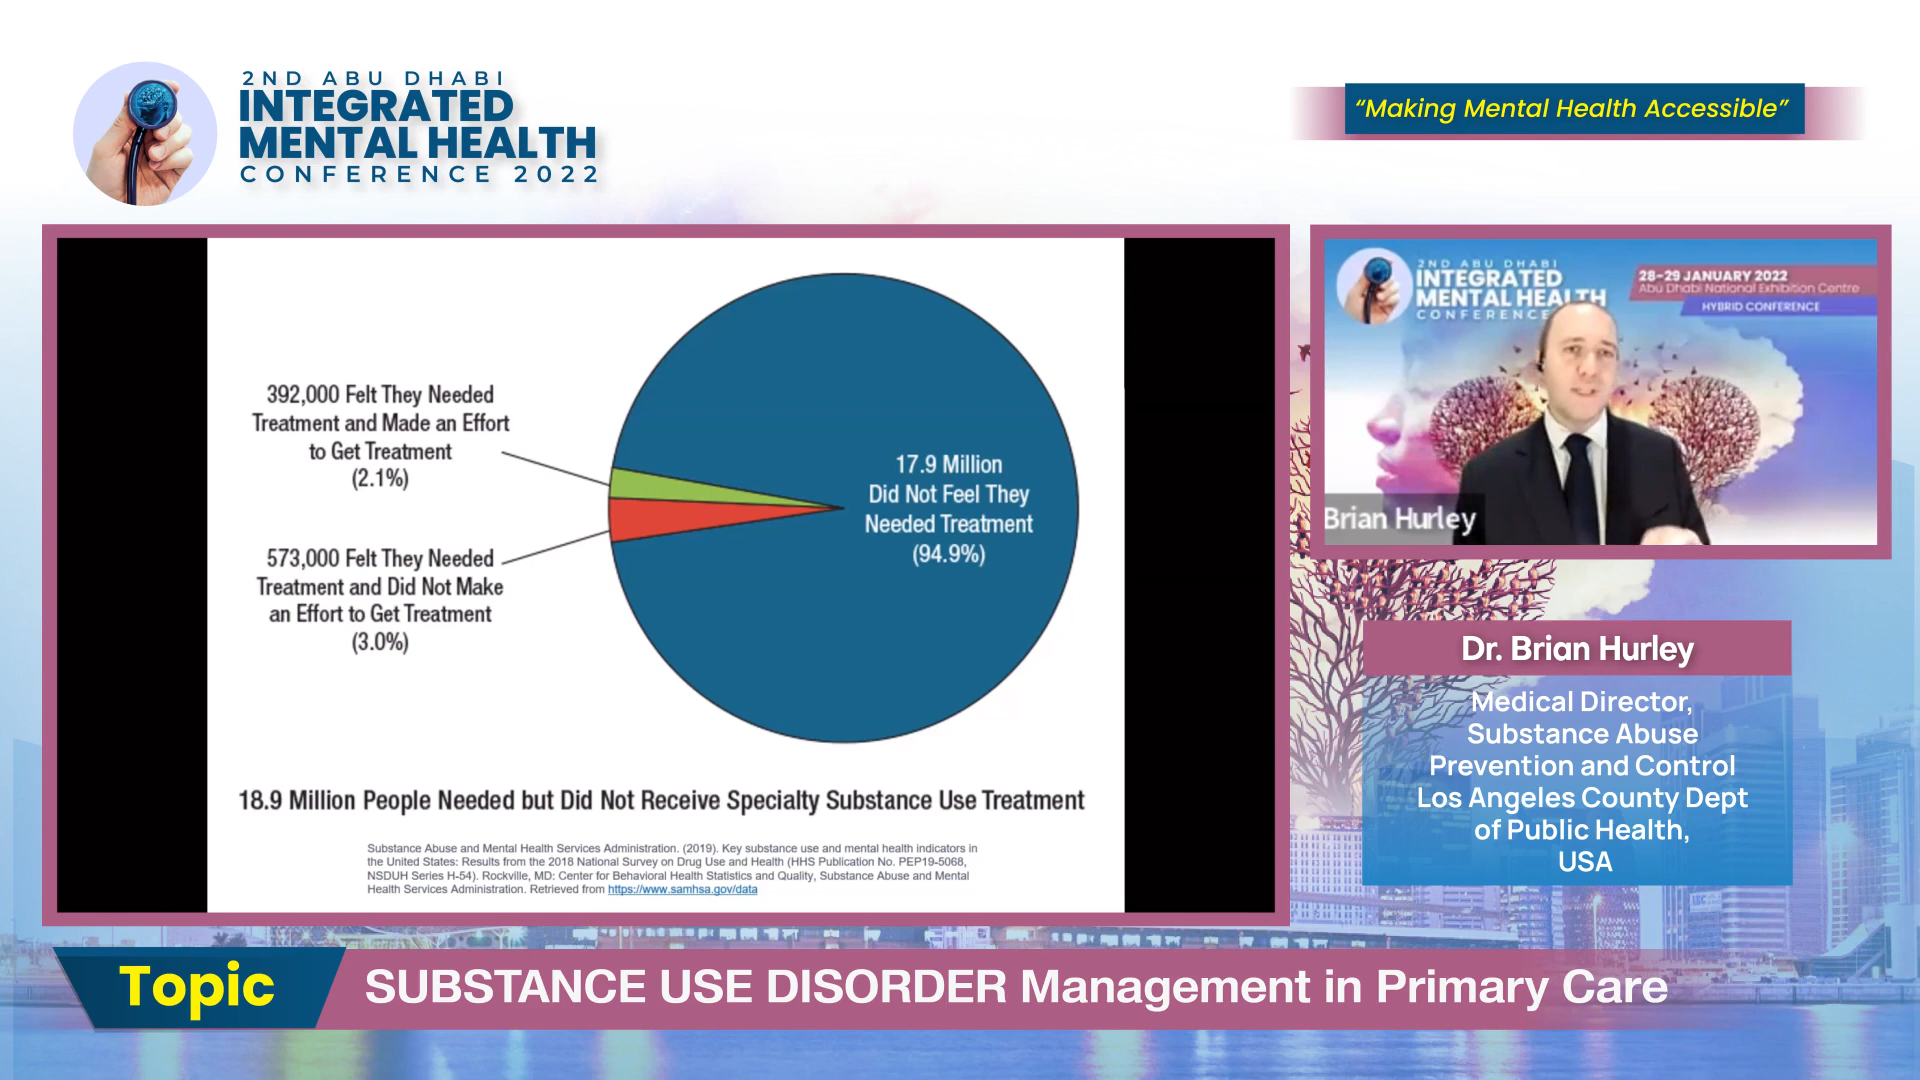 2ND ABU DHABI
INTEGRATED
MENTAL HEALTH
CONFERENCE 2022
“Making Mental Health Accessible”
392,000 Felt They Needed
Treatment and Made an Effort
to Get Treatment
(2.1%)
573,000 Felt They Needed
Treatment and Did Not Make
an Effort to Get Treatment
(3.0%)
17.9 Million
Did Not Feel They
Needed Treatment
(94.9%)
18.9 Million People Needed but Did Not Receive Specialty Substance Use Treatment
Substance Abuse and Mental Health Services Administration. (2019). Key substance use and mental health indicators in
the United States: Results from the 2018 National Survey on Drug Use and Health (HHS Publication No. PEP19-5068,
NSDUH Series H-54). Rockville, MD: Center for Behavioral Health Statistics and Quality, Substance Abuse and Mental
Health Services Administration. Retrieved from https://www.samhsa.gov/data
2ND ABU DHABI
INTEGRATED
MENTAL HEALTH
CONFERENCE
28-29 JANUARY 2022
Abu Dhabi National Exhibition Centre
HYBRID CONFERENCE
Brian Hurley
Dr. Brian Hurley
Medical Director,
Substance Abuse
Prevention and Control
Los Angeles County Dept
of Public Health,
USA
Topic
SUBSTANCE USE DISORDER Management in Primary Care